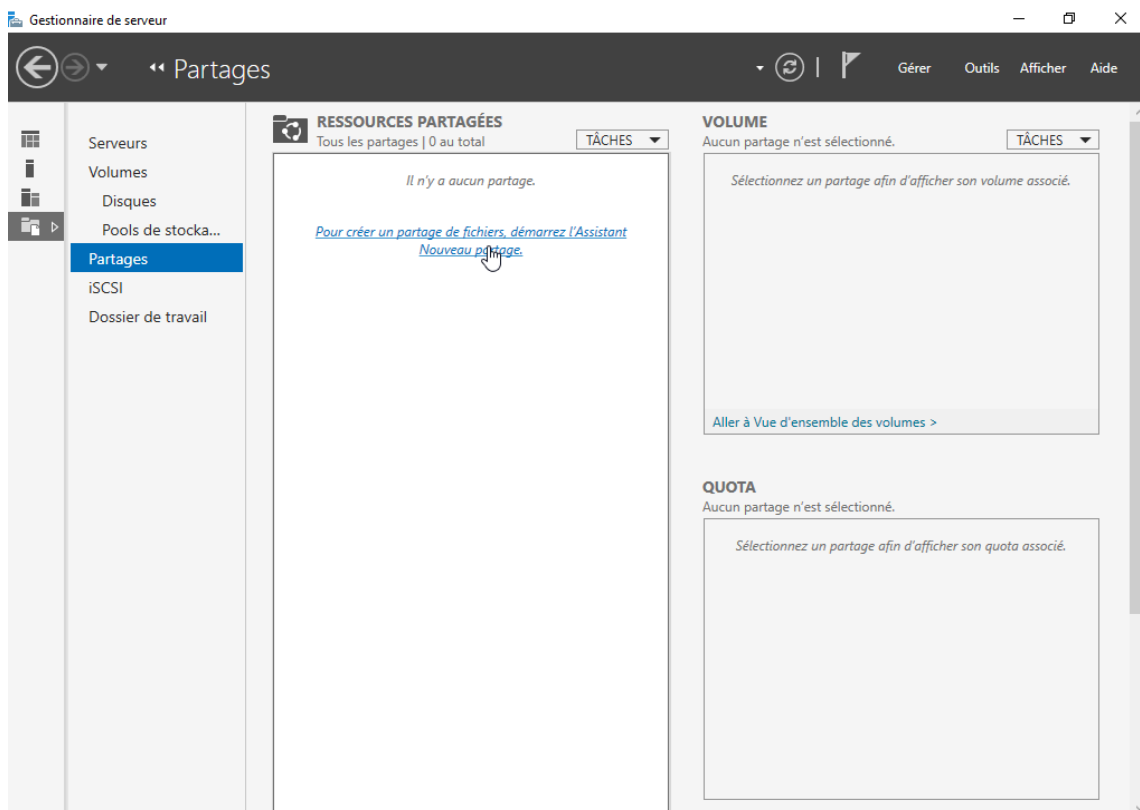 Gestionnaire de serveur
Partages
Gérer Outils Afficher Aide
Serveurs
Volumes
Disques
Pools de stocka...
Partages
iSCSI
Dossier de travail
RESSOURCES PARTAGÉES
Tous les partages | 0 au total
TÂCHES
Il n'y a aucun partage.
Pour créer un partage de fichiers, démarrez l'Assistant
Nouveau partage.
VOLUME
Aucun partage n'est sélectionné.
TÂCHES
Sélectionnez un partage afin d'afficher son volume associé.
Aller à Vue d'ensemble des volumes >
QUOTA
Aucun partage n'est sélectionné.
Sélectionnez un partage afin d'afficher son quota associé.